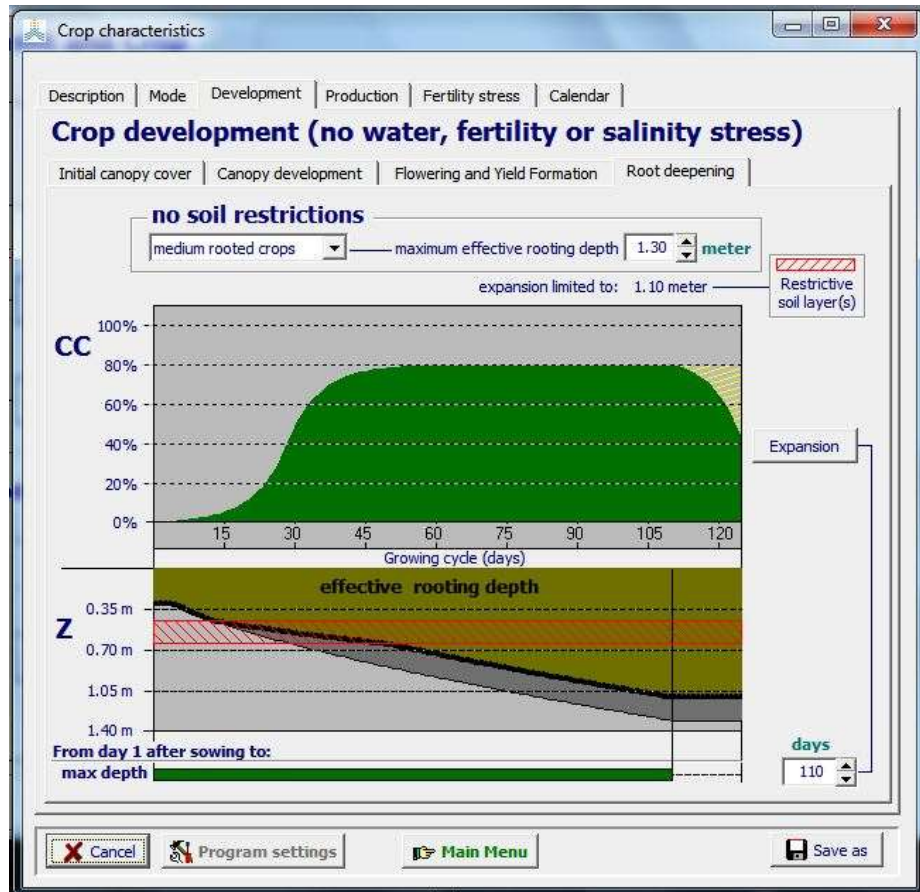 Crop characteristics
Description Mode Development Production Fertility stress Calendar
Crop development (no water, fertility or salinity stress)
Initial canopy cover Canopy development Flowering and Yield Formation Root deepening
no soil restrictions
medium rooted crops maximum effective rooting depth 1.30 meter
expansion limited to: 1.10 meter
Restrictive
soil layer(s)
CC
100%
80%
60%
40%
20%
0%
Expansion
15 30 45 60 75 90 105 120
Growing cycle (days)
effective rooting depth
Z
0.35 m
0.70 m
1.05 m
1.40 m
From day 1 after sowing to:
max depth
days
110
Cancel Program settings Main Menu Save as